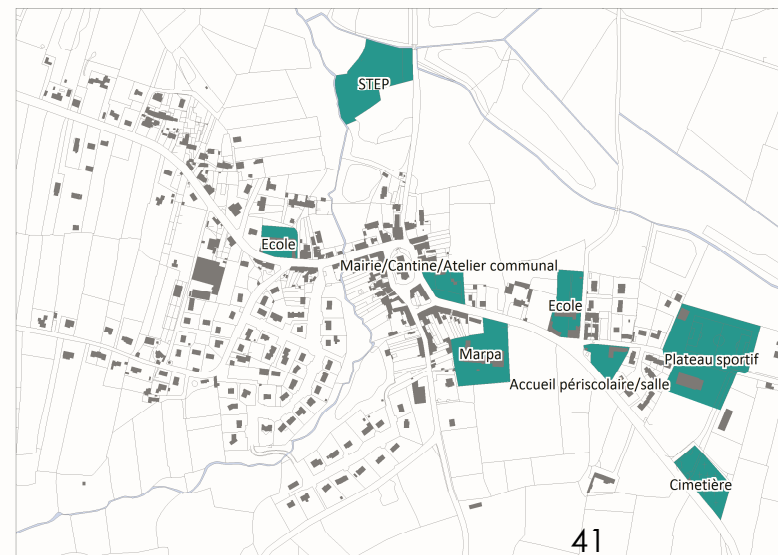 STEP
Ecole
Mairie/Cantine/Atelier communal
Ecole
Marpa
Plateau sportif
Accueil périscolaire/salle
Cimetière
41